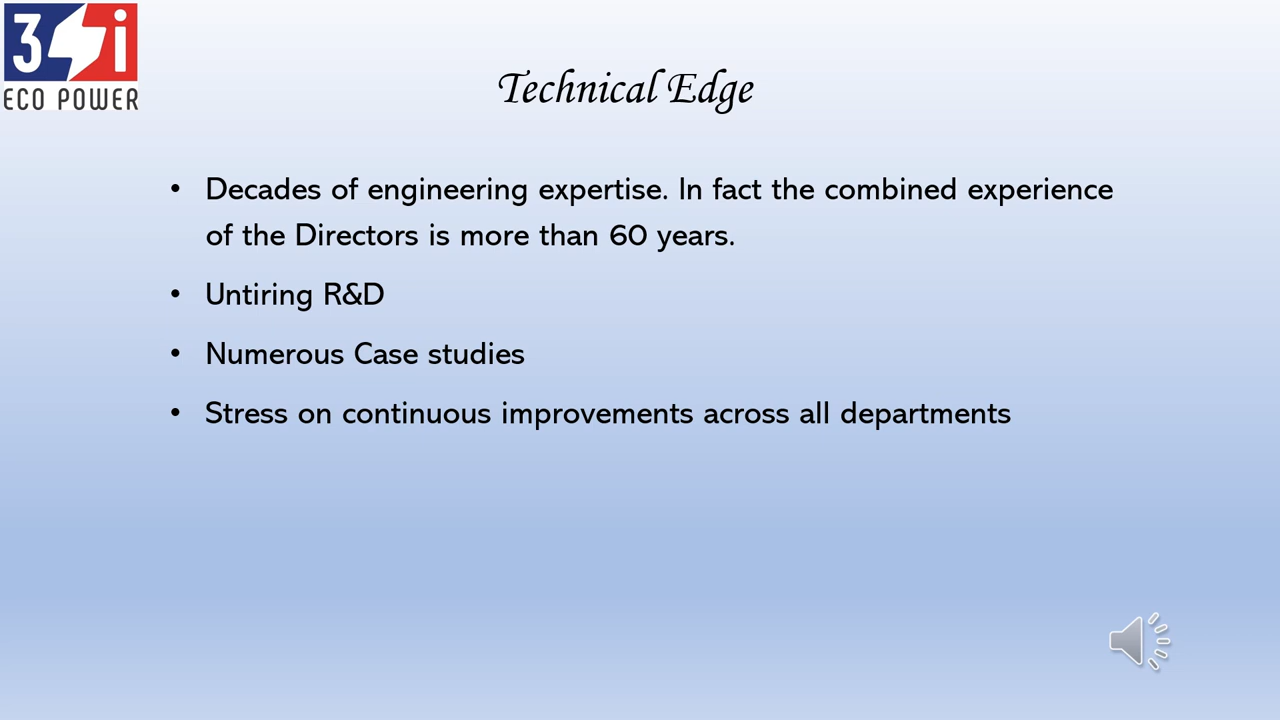 3 i
ECO POWER
Technical Edge
• Decades of engineering expertise. In fact the combined experience
of the Directors is more than 60 years.
• Untiring R&D
• Numerous Case studies
• Stress on continuous improvements across all departments